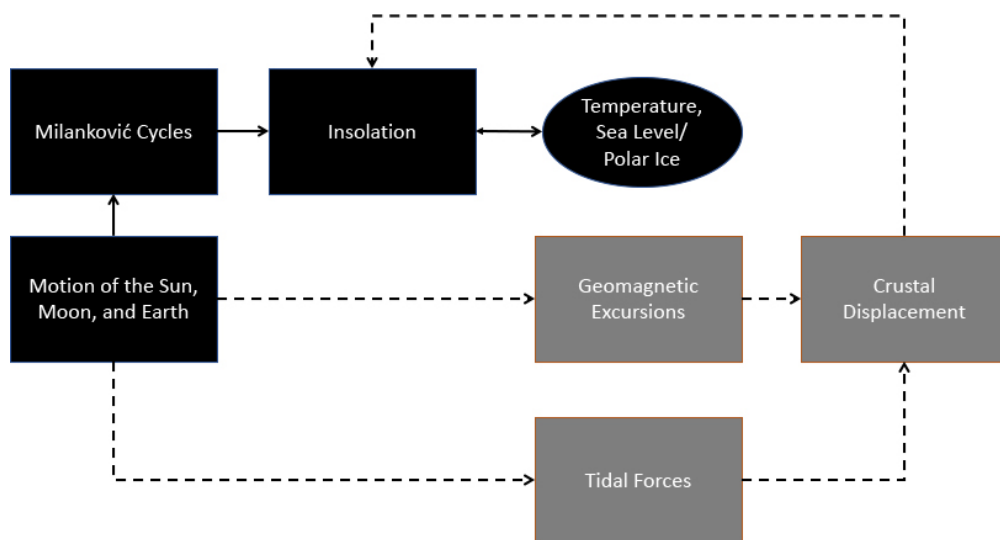 Milanković Cycles
Insolation
Temperature,
Sea Level/
Polar Ice
Motion of the Sun,
Moon, and Earth
Geomagnetic
Excursions
Crustal
Displacement
Tidal Forces